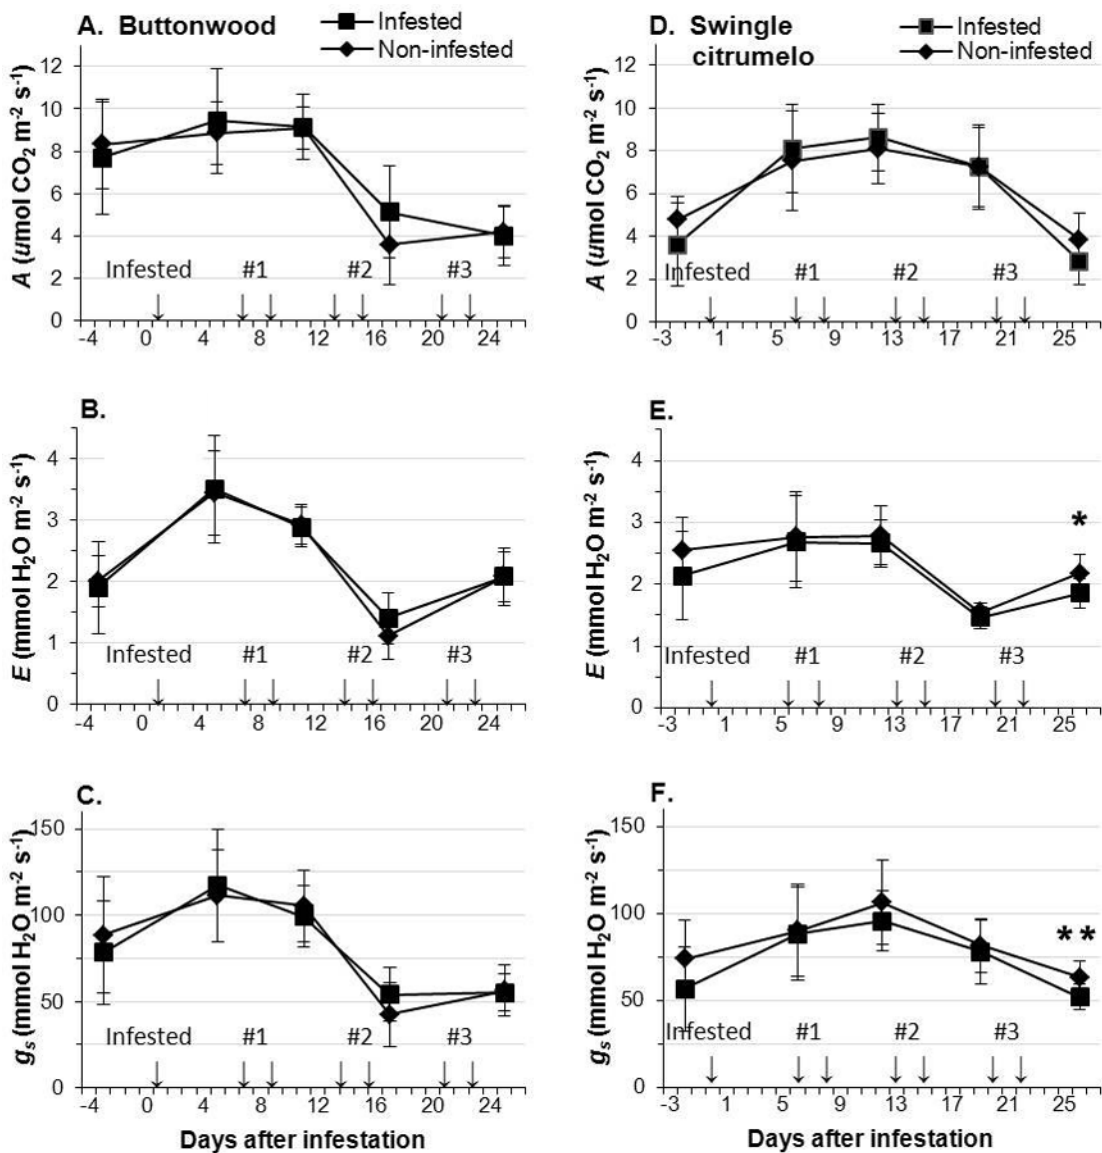 A. Buttonwood
Infested
Non-infested
A (umol CO₂ m⁻² s⁻¹)
12
10
8
6
4
2
0
Infested #1 #2 #3
-4 0 4 8 12 16 20 24
D. Swingle
citrumelo
Infested
Non-infested
A (umol CO₂ m⁻² s⁻¹)
12
10
8
6
4
2
0
Infested #1 #2 #3
-3 1 5 9 13 17 21 25
B.
E (mmol H₂O m⁻² s⁻¹)
4
3
2
1
0
Infested #1 #2 #3
-4 0 4 8 12 16 20 24
E.
E (mmol H₂O m⁻² s⁻¹)
4
3
2
1
0
*
Infested #1 #2 #3
-3 1 5 9 13 17 21 25
C.
gₛ (mmol H₂O m⁻² s⁻¹)
150
100
50
0
Infested #1 #2 #3
-4 0 4 8 12 16 20 24
Days after infestation
F.
gₛ (mmol H₂O m⁻² s⁻¹)
150
100
50
0
**
Infested #1 #2 #3
-3 1 5 9 13 17 21 25
Days after infestation